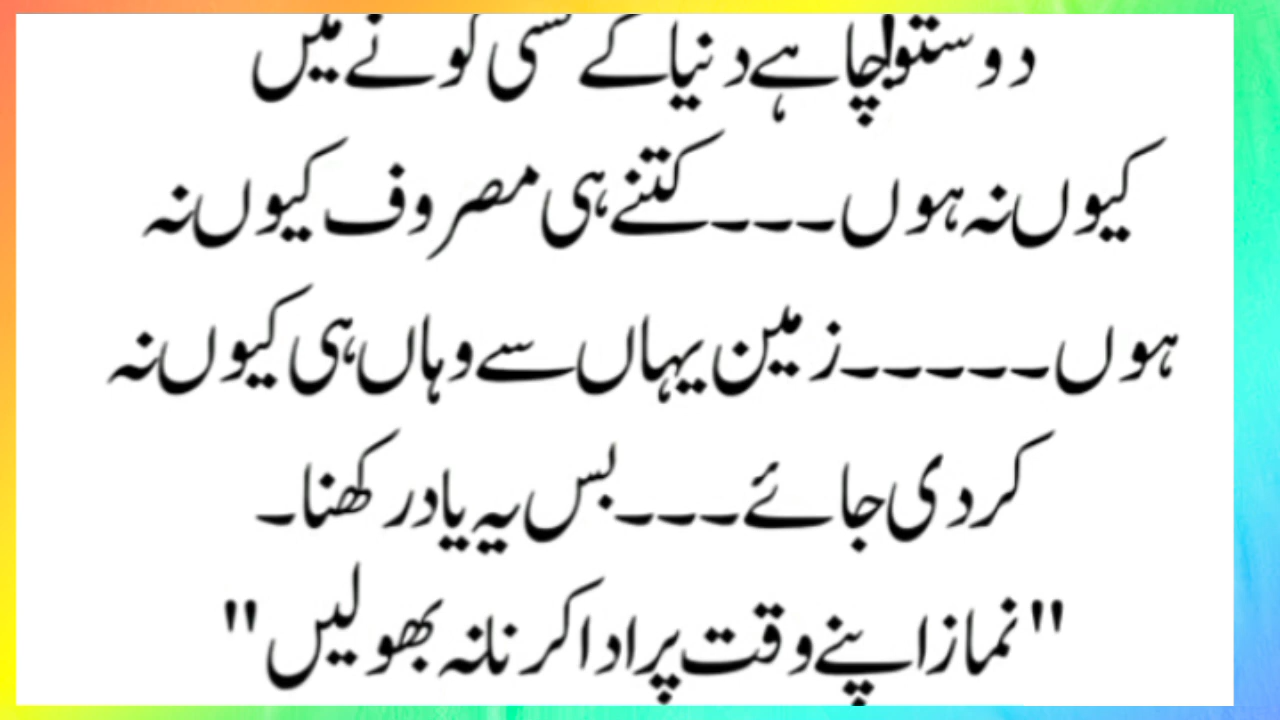 دوستو!چاہے دنیا کے کسی کونے میں
کیوں نہ ہوں۔۔۔کتنے ہی مصروف کیوں نہ
ہوں۔۔۔۔۔زمین یہاں سے وہاں ہی کیوں نہ
کر دی جائے۔۔۔بس یہ یاد رکھنا۔
"نماز اپنے وقت پر ادا کرنا نہ بھولیں"